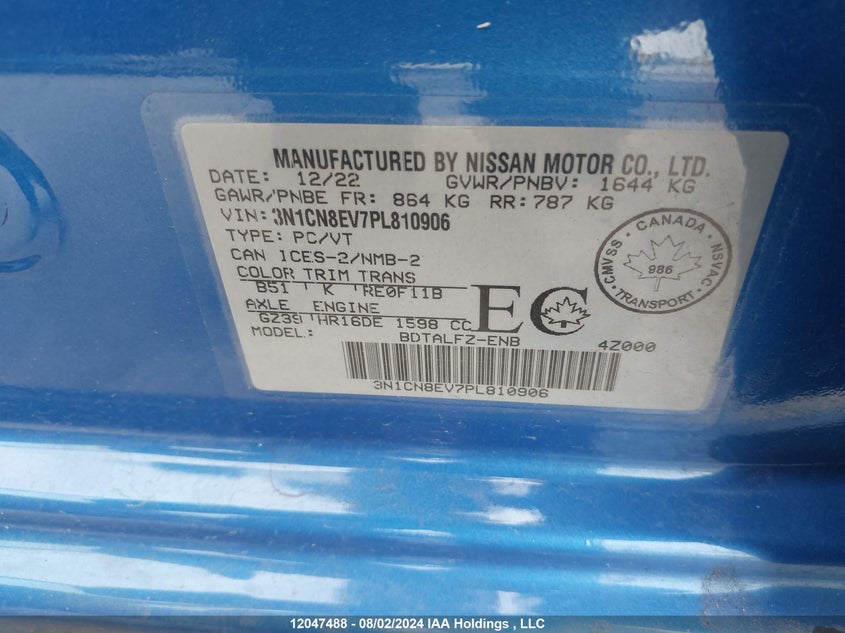 MANUFACTURED BY NISSAN MOTOR CO., LTD.
DATE: 12/22 GVWR/PNBV: 1644 KG
GAWR/PNBE FR: 864 KG RR: 787 KG
VIN: 3N1CN8EV7PL810906
TYPE: PC/VT
CAN ICES-2/NMB-2
COLOR TRIM TRANS
B51 K RE0F11B
AXLE ENGINE
HR16DE 1598 CC
EC
MODEL: BDTALFZ-ENB 4Z000
3N1CN8EV7PL810906
CANADA
CMVSS NSVAC
986
TRANSPORT
12047488 - 08/02/2024 IAA Holdings , LLC